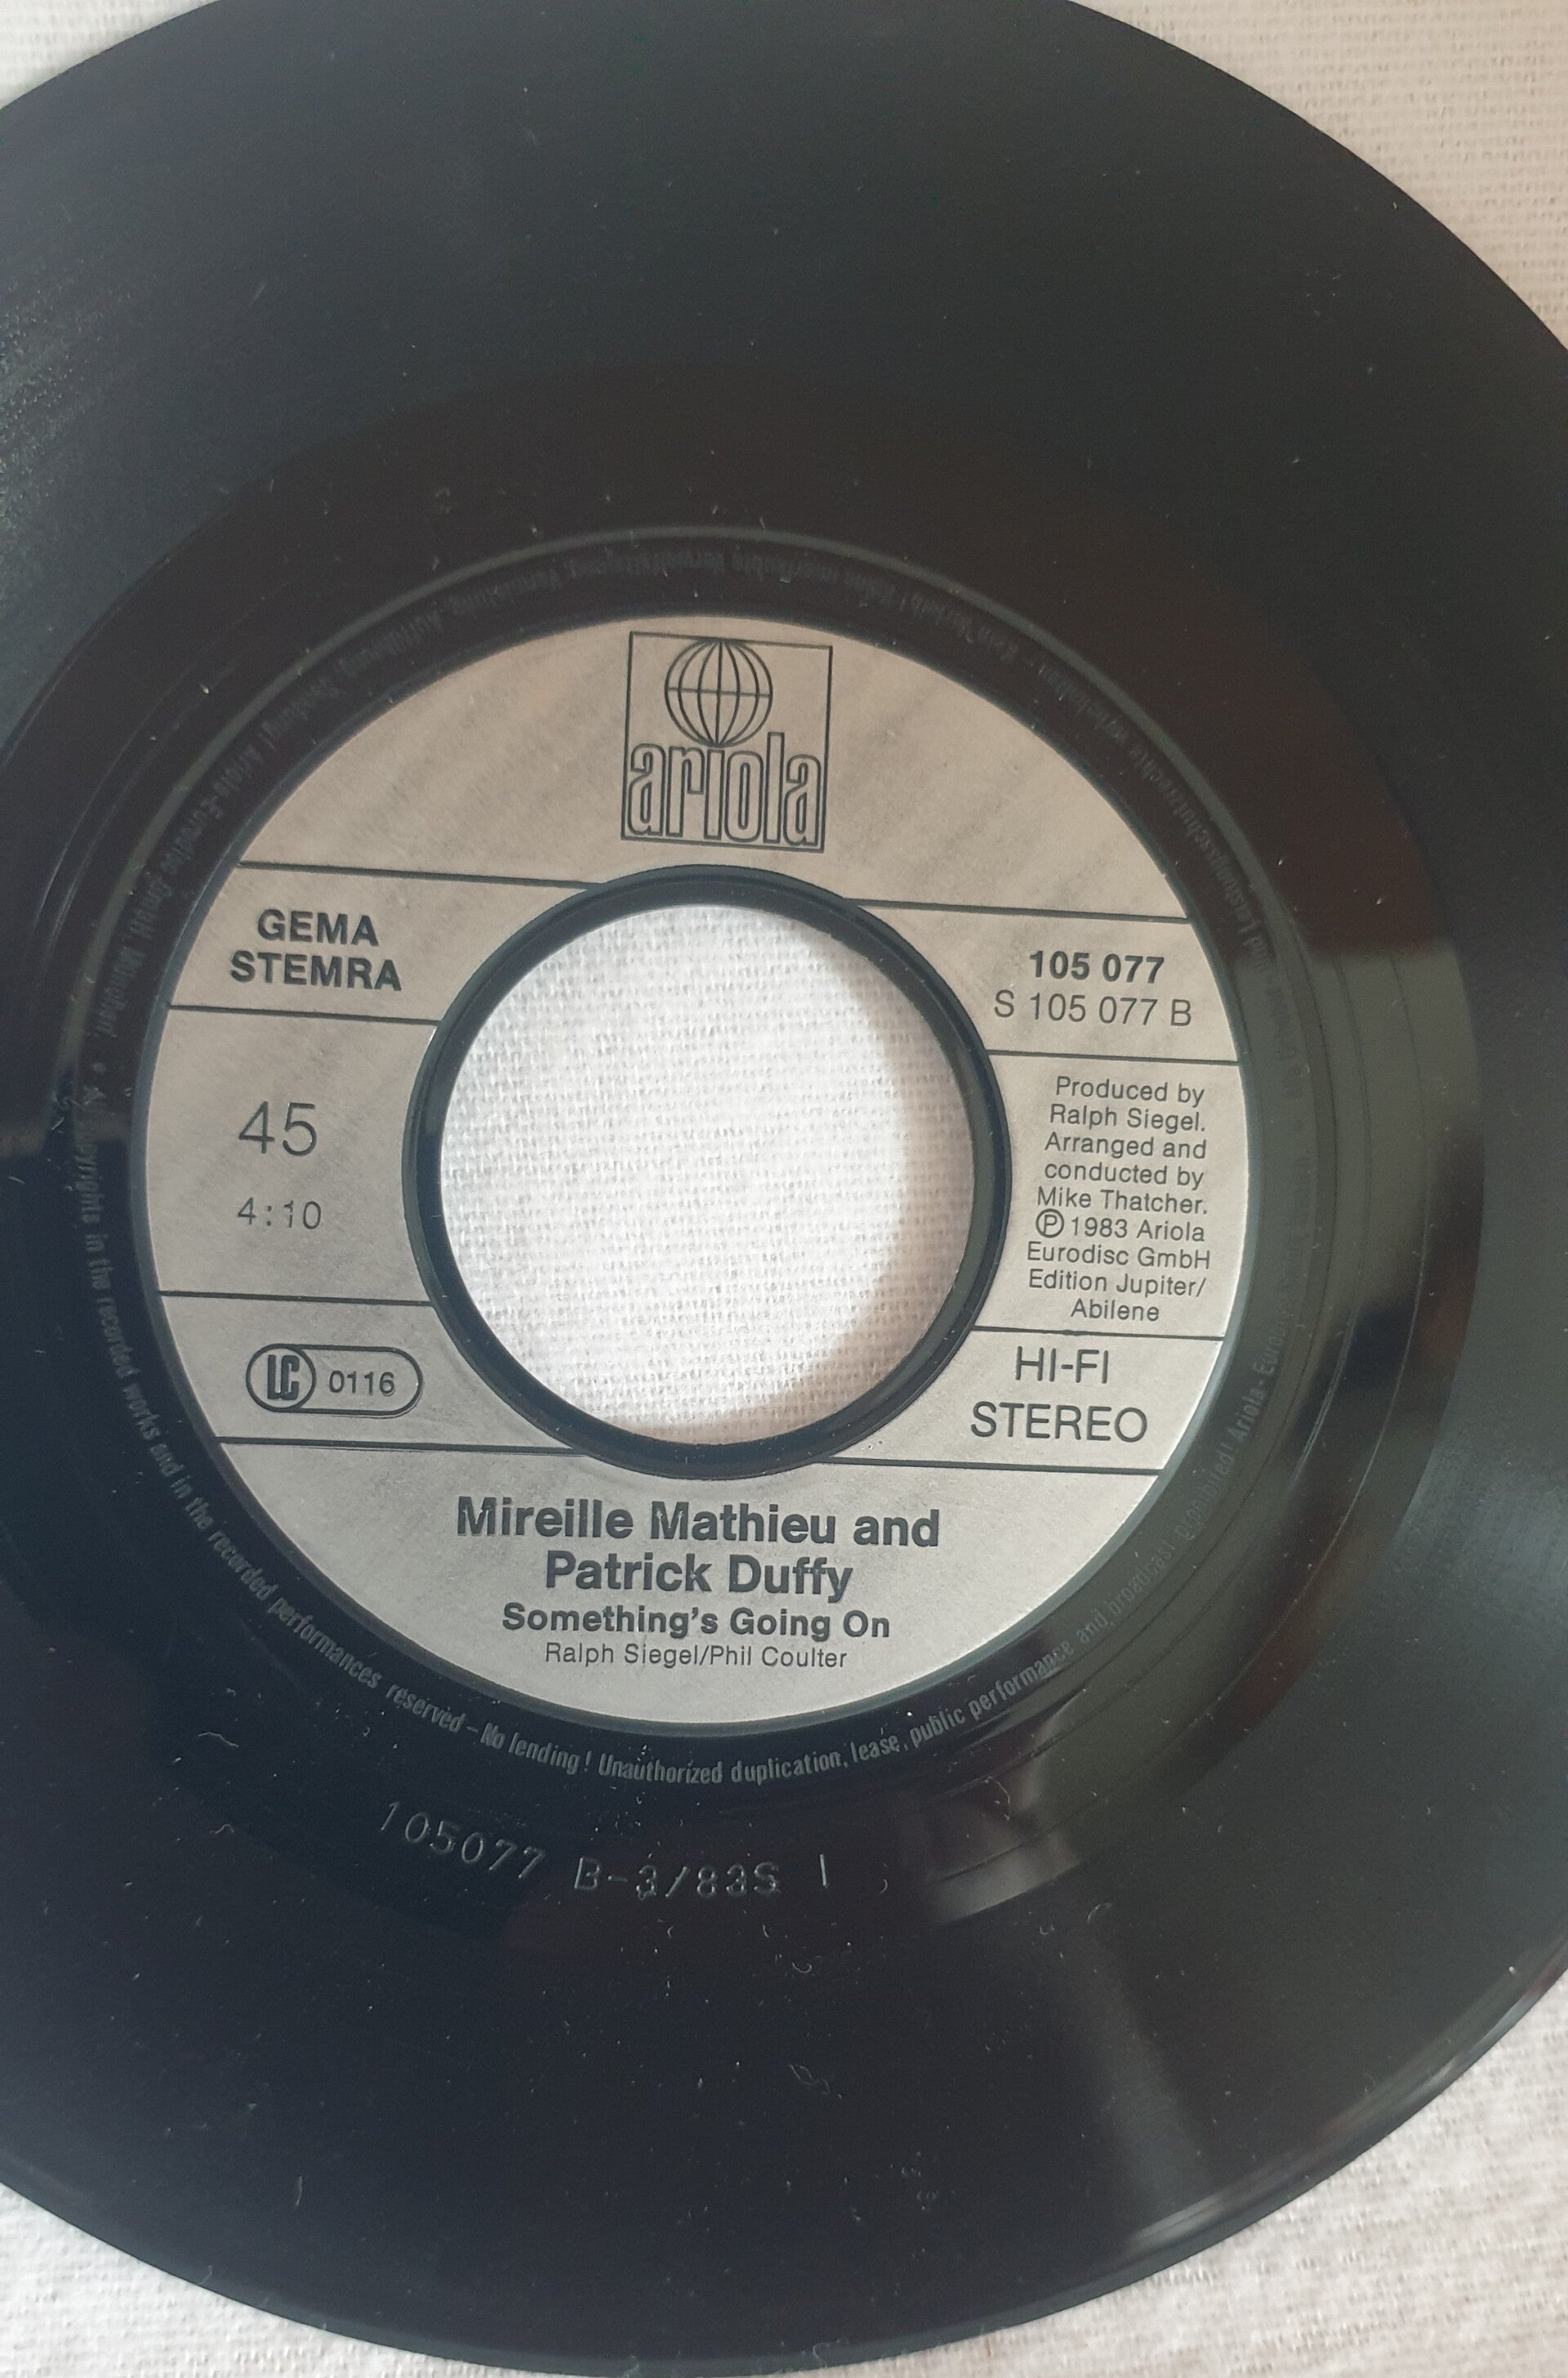 ariola
GEMA
STEMRA
45
4:10
LC 0116
105 077
S 105 077 B
Produced by
Ralph Siegel.
Arranged and
conducted by
Mike Thatcher.
Ⓟ 1983 Ariola
Eurodisc GmbH
Edition Jupiter/
Abilene
HI-FI
STEREO
Mireille Mathieu and
Patrick Duffy
Something's Going On
Ralph Siegel/Phil Coulter
in the recorded works and in the recorded performances reserved – No lending! Unauthorized duplication, lease, public performance and broadcast prohibited! Ariola-
105077 B-3/83S 1